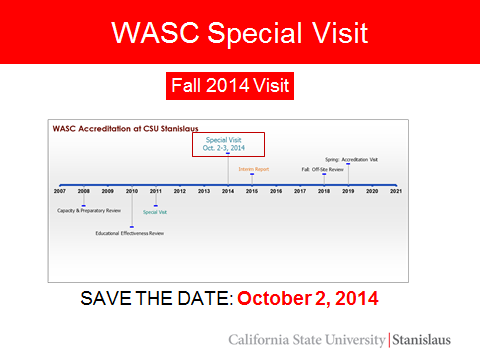 WASC Special Visit
Fall 2014 Visit
WASC Accreditation at CSU Stanislaus
Special Visit
Oct. 2-3, 2014
Spring: Accreditation Visit
Interim Report
Fall: Off-Site Review
2007 2008 2009 2010 2011 2012 2013 2014 2015 2016 2017 2018 2019 2020 2021
Capacity & Preparatory Review
Special Visit
Educational Effectiveness Review
SAVE THE DATE: October 2, 2014
California State University | Stanislaus